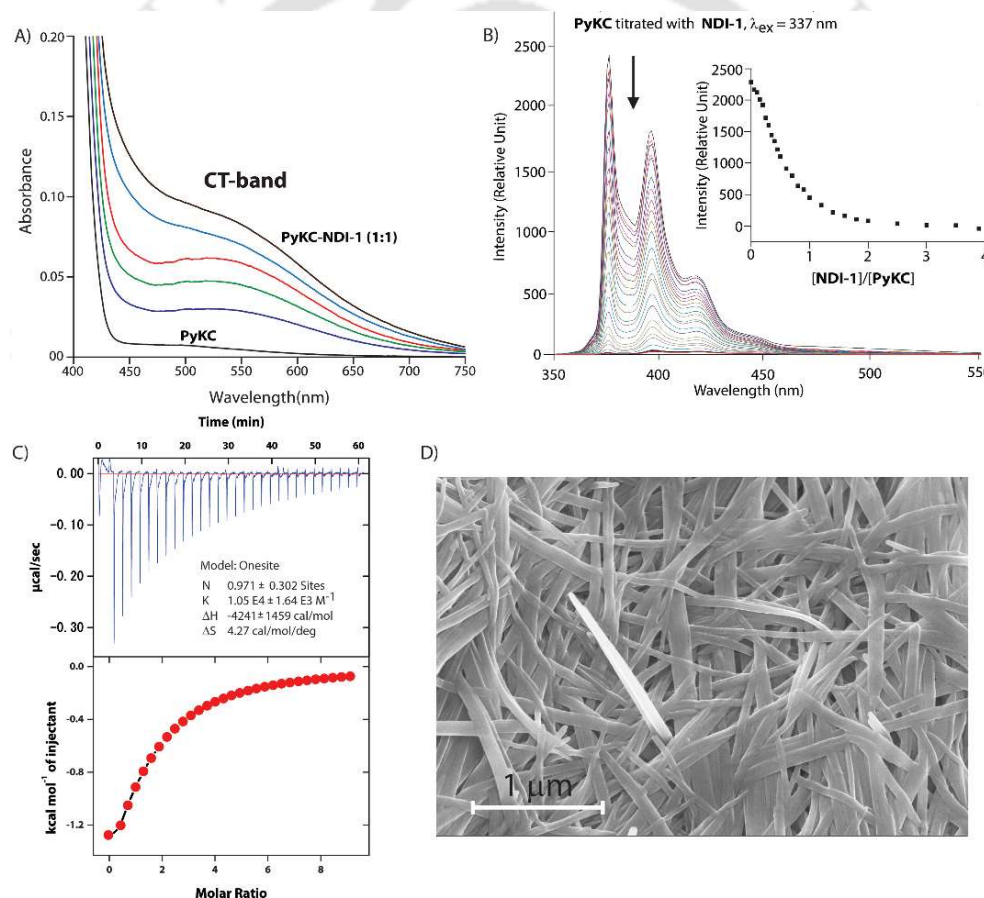 A)
0.20
0.15
0.10
0.05
00
Absorbance
CT-band
PyKC-NDI-1 (1:1)
PyKC
400 450 500 550 600 650 700 750
Wavelength(nm)
B)
PyKC titrated with NDI-1, λex = 337 nm
2500
2000
1500
1000
500
0
Intensity (Relative Unit)
350 400 450 500 550
Wavelength (nm)
2500
2000
1500
1000
500
0
Intensity (Relative Unit)
0 1 2 3 4
[NDI-1]/[PyKC]
C)
Time (min)
0 10 20 30 40 50 60
0.00
-0.10
-0.20
-0.30
µcal/sec
Model: Onesite
N 0.971 ± 0.302 Sites
K 1.05 E4 ± 1.64 E3 M-1
ΔH -4241± 1459 cal/mol
ΔS 4.27 cal/mol/deg
0.0
-0.4
-0.8
-1.2
kcal mol-1 of injectant
0 2 4 6 8
Molar Ratio
D)
1 µm